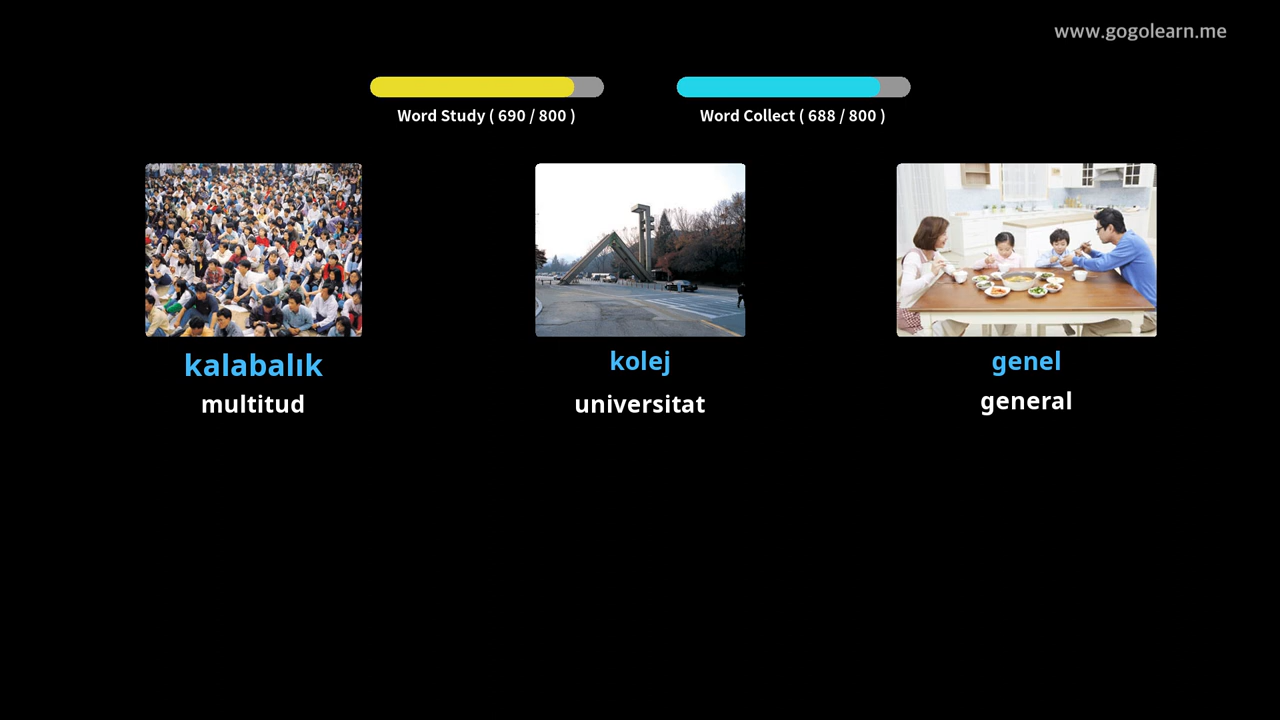 www.gogolearn.me
Word Study ( 690 / 800 )
Word Collect ( 688 / 800 )
kalabalık
multitud
kolej
universitat
genel
general